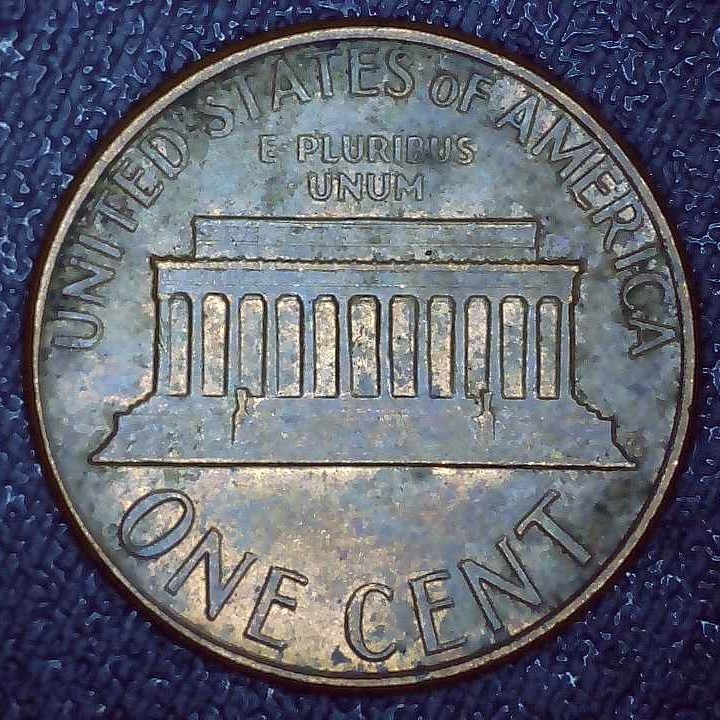 UNITED STATES OF AMERICA
E PLURIBUS
UNUM
ONE CENT